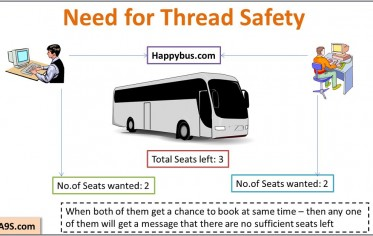 Need for Thread Safety
Happybus.com
Total Seats left: 3
No.of Seats wanted: 2
No.of Seats wanted: 2
When both of them get a chance to book at same time – then any one
of them will get a message that there are no sufficient seats left
A9S.com